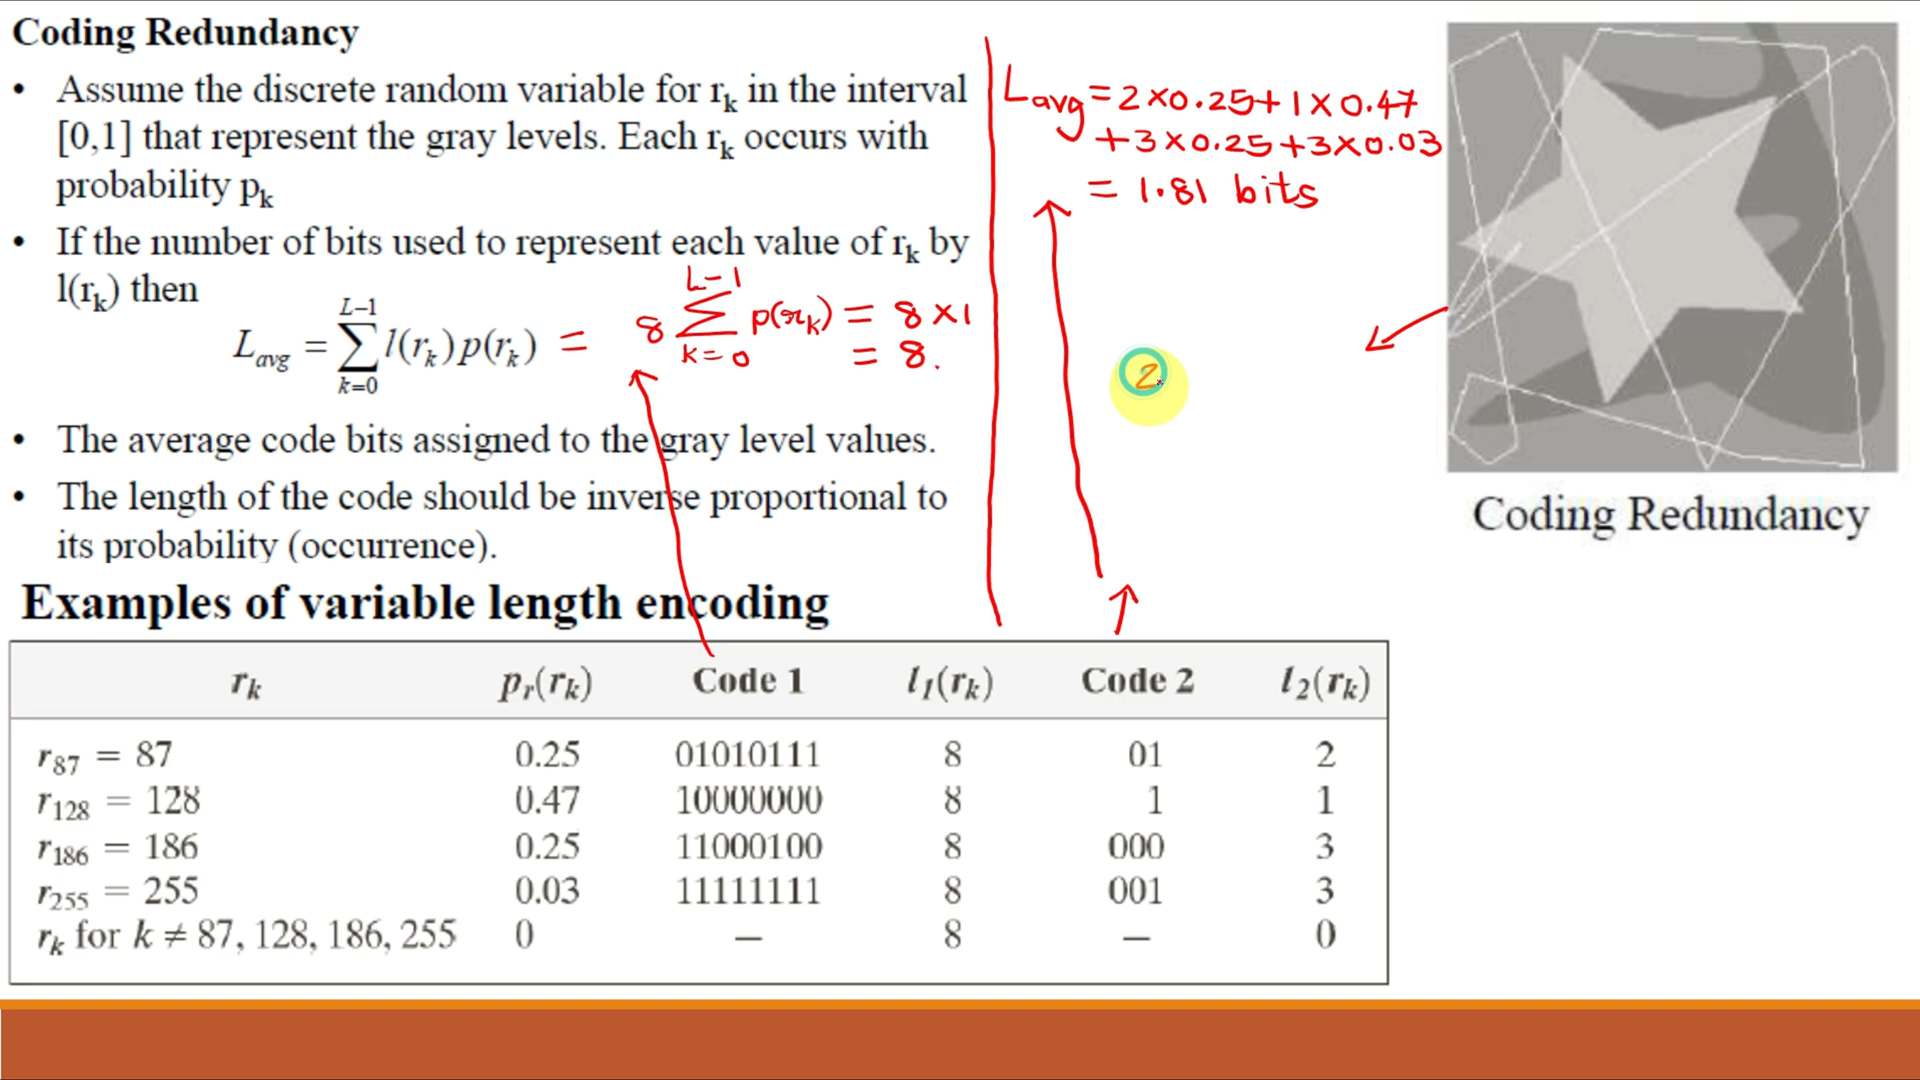 Coding Redundancy
• Assume the discrete random variable for rk in the interval
[0,1] that represent the gray levels. Each rk occurs with
probability pk
• If the number of bits used to represent each value of rk by
l(rk) then
L−1
Lavg = ∑ l(rk) p(rk) = 8 ∑ p(rk) = 8 × 1
k=0
L−1
k=0
= 8.
• The average code bits assigned to the gray level values.
• The length of the code should be inverse proportional to
its probability (occurrence).
Lavg = 2×0.25+1×0.47
+3×0.25+3×0.03
= 1.81 bits
2
Coding Redundancy
Examples of variable length encoding
rk pr(rk) Code 1 l1(rk) Code 2 l2(rk)
r87 = 87 0.25 01010111 8 01 2
r128 = 128 0.47 10000000 8 1 1
r186 = 186 0.25 11000100 8 000 3
r255 = 255 0.03 11111111 8 001 3
rk for k ≠ 87, 128, 186, 255 0 — 8 — 0